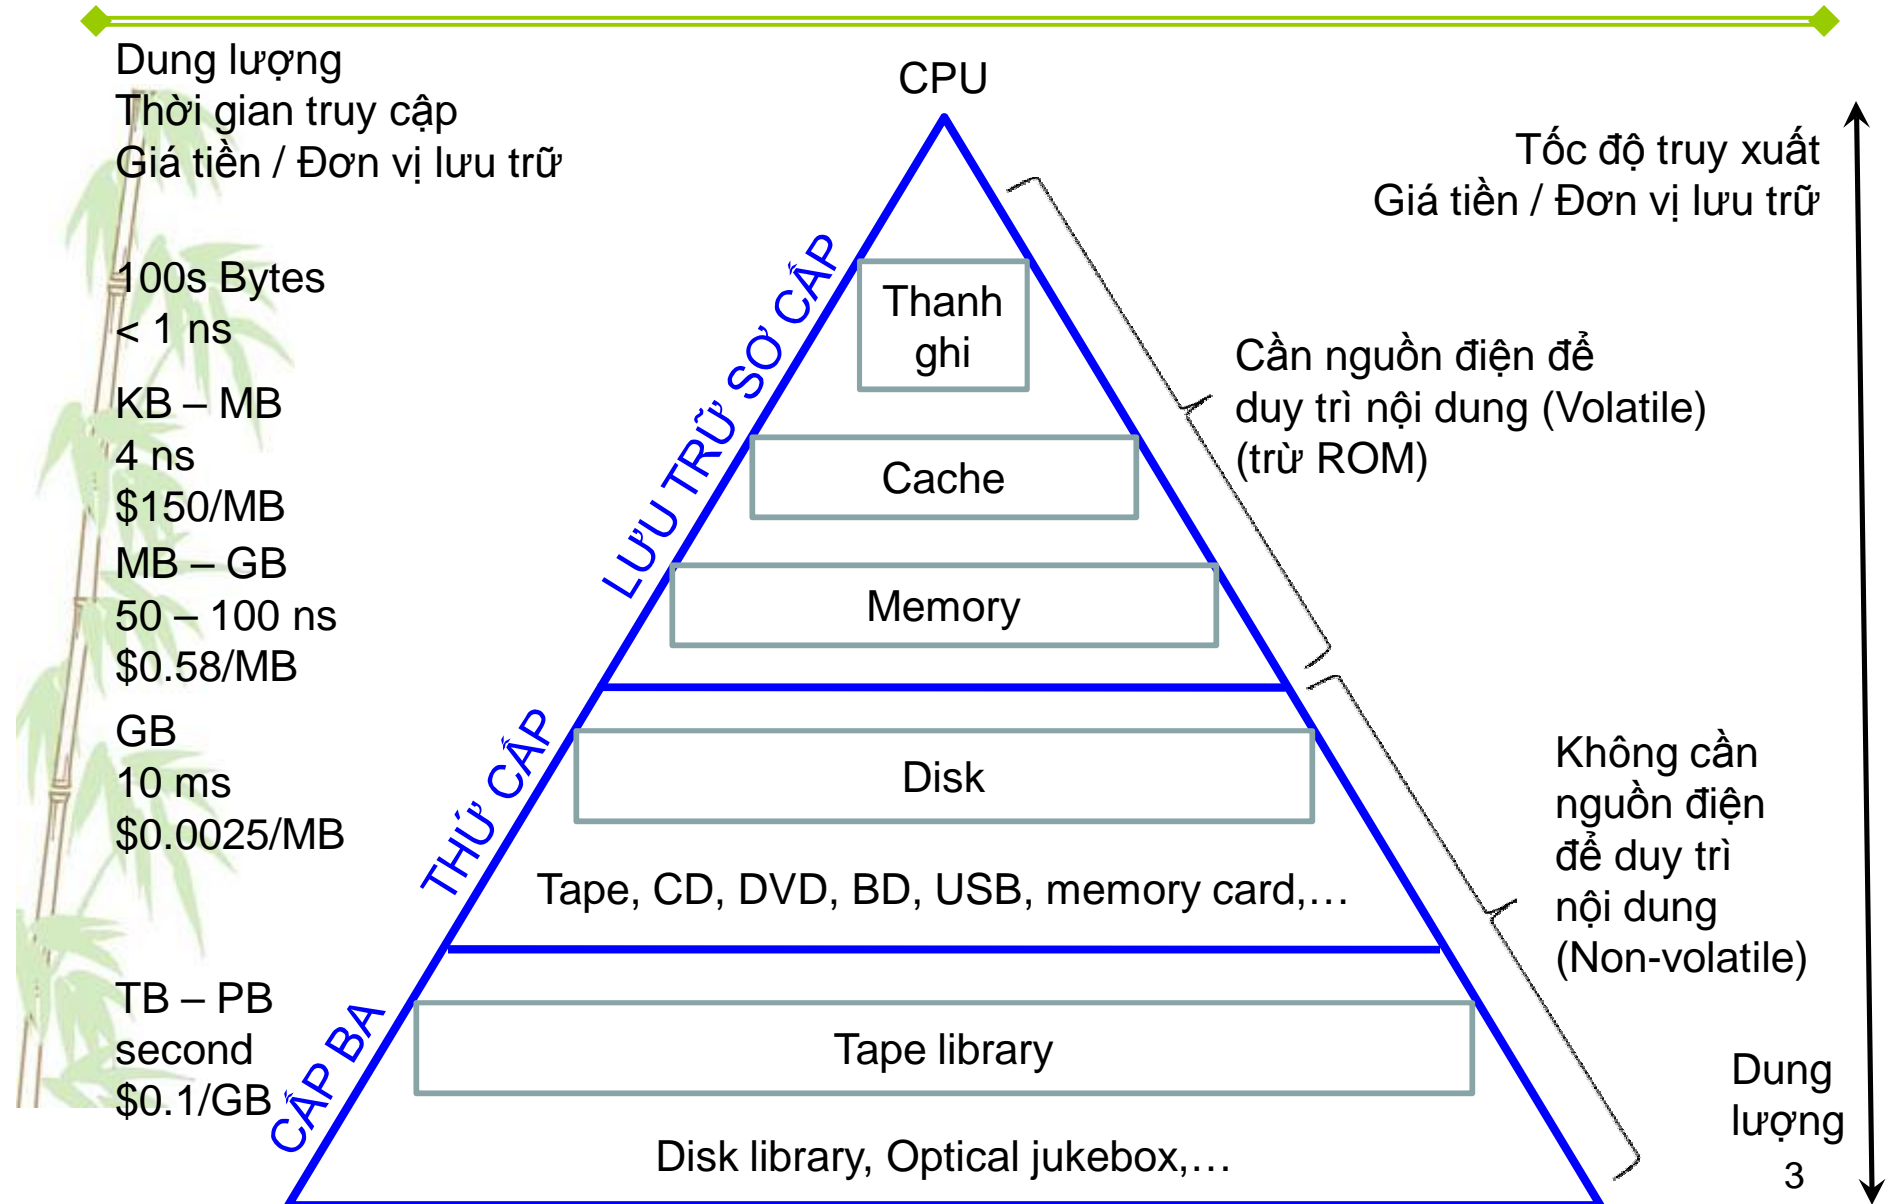 Dung lượng
Thời gian truy cập
Giá tiền / Đơn vị lưu trữ
CPU
Tốc độ truy xuất
Giá tiền / Đơn vị lưu trữ
100s Bytes
< 1 ns
KB – MB
4 ns
$150/MB
MB – GB
50 – 100 ns
$0.58/MB
GB
10 ms
$0.0025/MB
TB – PB
second
$0.1/GB
LƯU TRỮ SƠ CẤP
THỨ CẤP
CẤP BA
Thanh
ghi
Cache
Memory
Disk
Tape, CD, DVD, BD, USB, memory card,…
Tape library
Disk library, Optical jukebox,…
Cần nguồn điện để
duy trì nội dung (Volatile)
(trừ ROM)
Không cần
nguồn điện
để duy trì
nội dung
(Non-volatile)
Dung
lượng
3